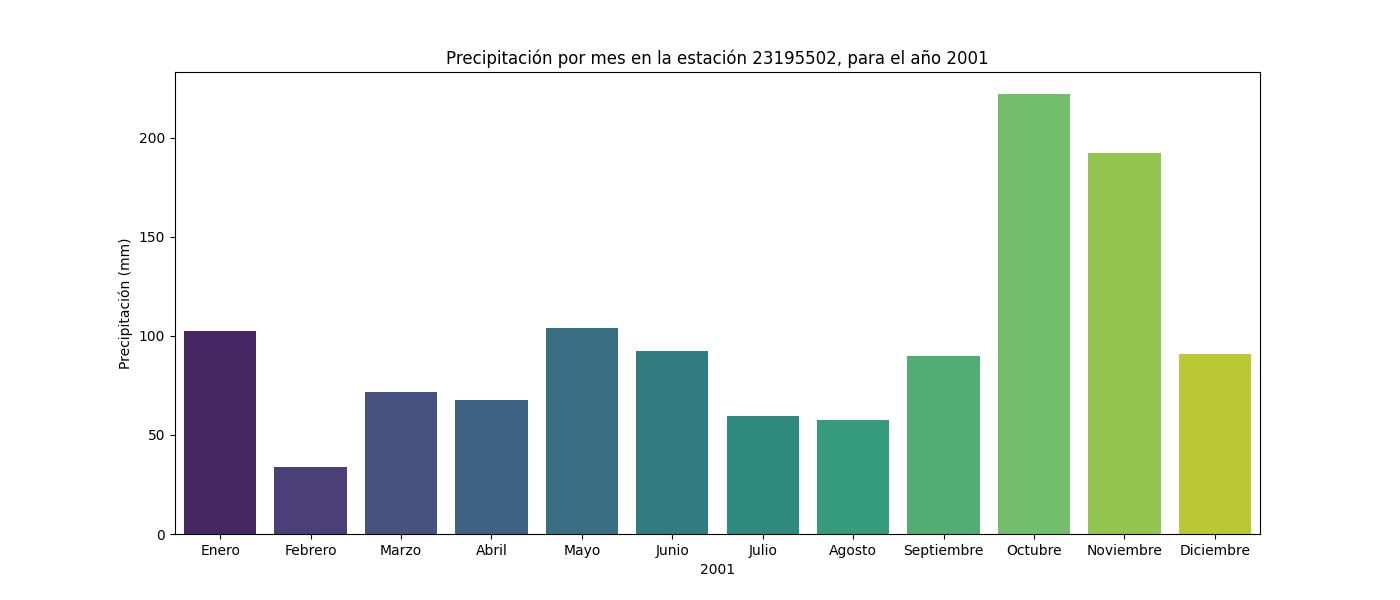 Precipitación por mes en la estación 23195502, para el año 2001
Precipitación (mm)
200
150
100
50
0
Enero Febrero Marzo Abril Mayo Junio Julio Agosto Septiembre Octubre Noviembre Diciembre
2001